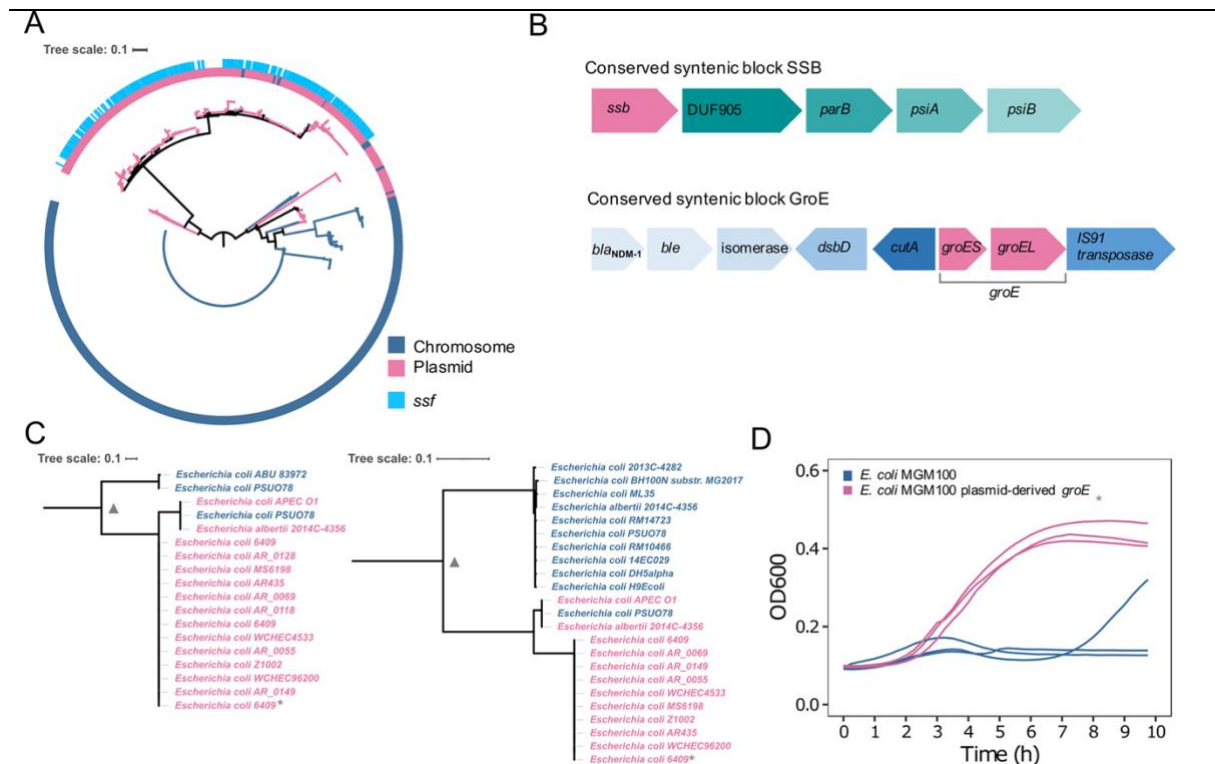 A
Tree scale: 0.1
Chromosome
Plasmid
ssf
B
Conserved syntenic block SSB
ssb DUF905 parB psiA psiB
Conserved syntenic block GroE
blaNDM-1 ble isomerase dsbD cutA groES groEL IS91
transposase
groE
C
Tree scale: 0.1
Escherichia coli ABU 83972
Escherichia coli PSUO78
Escherichia coli APEC O1
Escherichia coli PSUO78
Escherichia albertii 2014C-4356
Escherichia coli 6409
Escherichia coli AR_0128
Escherichia coli MS6198
Escherichia coli AR435
Escherichia coli AR_0069
Escherichia coli AR_0118
Escherichia coli 6409
Escherichia coli WCHEC4533
Escherichia coli AR_0055
Escherichia coli Z1002
Escherichia coli WCHEC96200
Escherichia coli AR_0149
Escherichia coli 6409*
Tree scale: 0.1
Escherichia coli 2013C-4282
Escherichia coli BH100N substr. MG2017
Escherichia coli ML35
Escherichia albertii 2014C-4356
Escherichia coli RM14723
Escherichia coli PSUO78
Escherichia coli RM10466
Escherichia coli 14EC029
Escherichia coli DH5alpha
Escherichia coli H9Ecoli
Escherichia coli APEC O1
Escherichia coli PSUO78
Escherichia albertii 2014C-4356
Escherichia coli 6409
Escherichia coli AR_0069
Escherichia coli AR_0149
Escherichia coli AR_0055
Escherichia coli WCHEC4533
Escherichia coli MS6198
Escherichia coli Z1002
Escherichia coli AR435
Escherichia coli WCHEC96200
Escherichia coli 6409*
D
E. coli MGM100
E. coli MGM100 plasmid-derived groE *
OD600
0.6
0.4
0.2
0.0
0 1 2 3 4 5 6 7 8 9 10
Time (h)